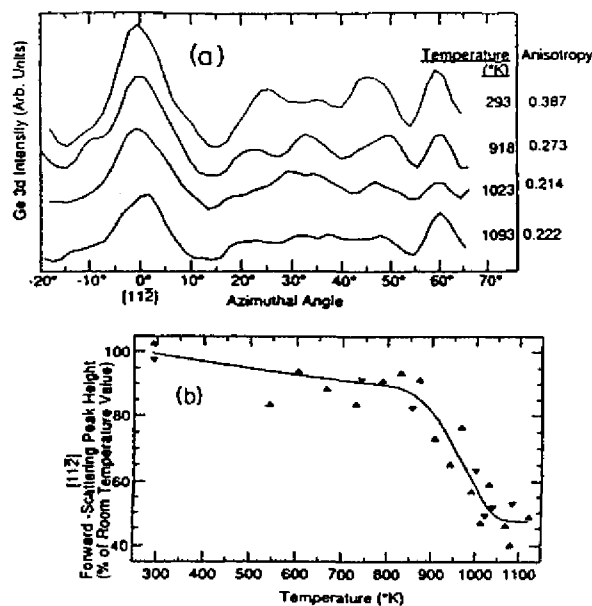 (a)
Ge 3d Intensity (Arb. Units)
Temperature Anisotropy
(°K)
293 0.387
918 0.273
1023 0.214
1093 0.222
-20° -10° 0° 10° 20° 30° 40° 50° 60° 70°
[112̅]
Azimuthal Angle
(b)
[112̅]
Forward-Scattering Peak Height
(% of Room Temperature Value)
100
80
60
40
300 400 500 600 700 800 900 1000 1100
Temperature (°K)